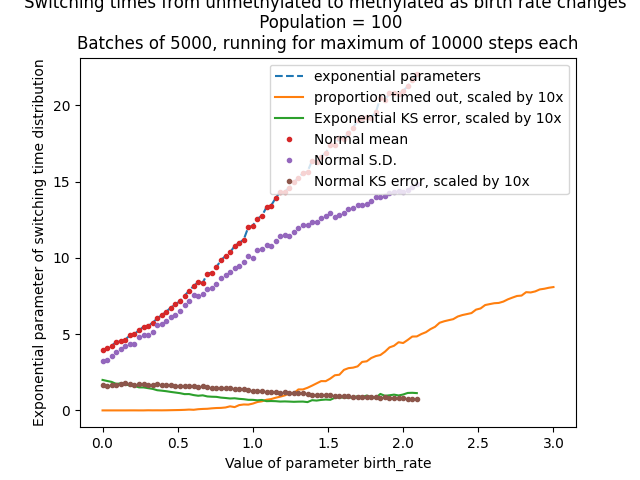 Switching times from unmethylated to methylated as birth rate changes
Population = 100
Batches of 5000, running for maximum of 10000 steps each
exponential parameters
proportion timed out, scaled by 10x
Exponential KS error, scaled by 10x
Normal mean
Normal S.D.
Normal KS error, scaled by 10x
Exponential parameter of switching time distribution
20
15
10
5
0
0.0 0.5 1.0 1.5 2.0 2.5 3.0
Value of parameter birth_rate